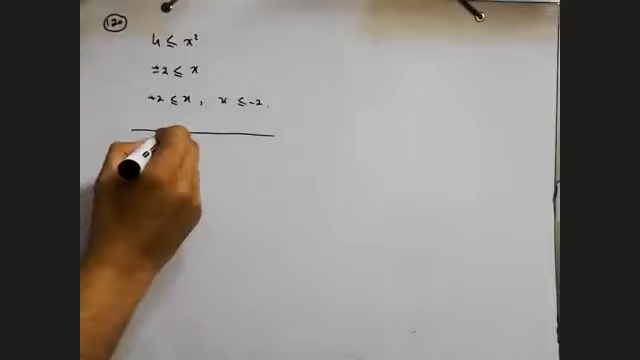 120
4 ≤ x²
±2 ≤ x
+2 ≤ x, x ≤ -2.